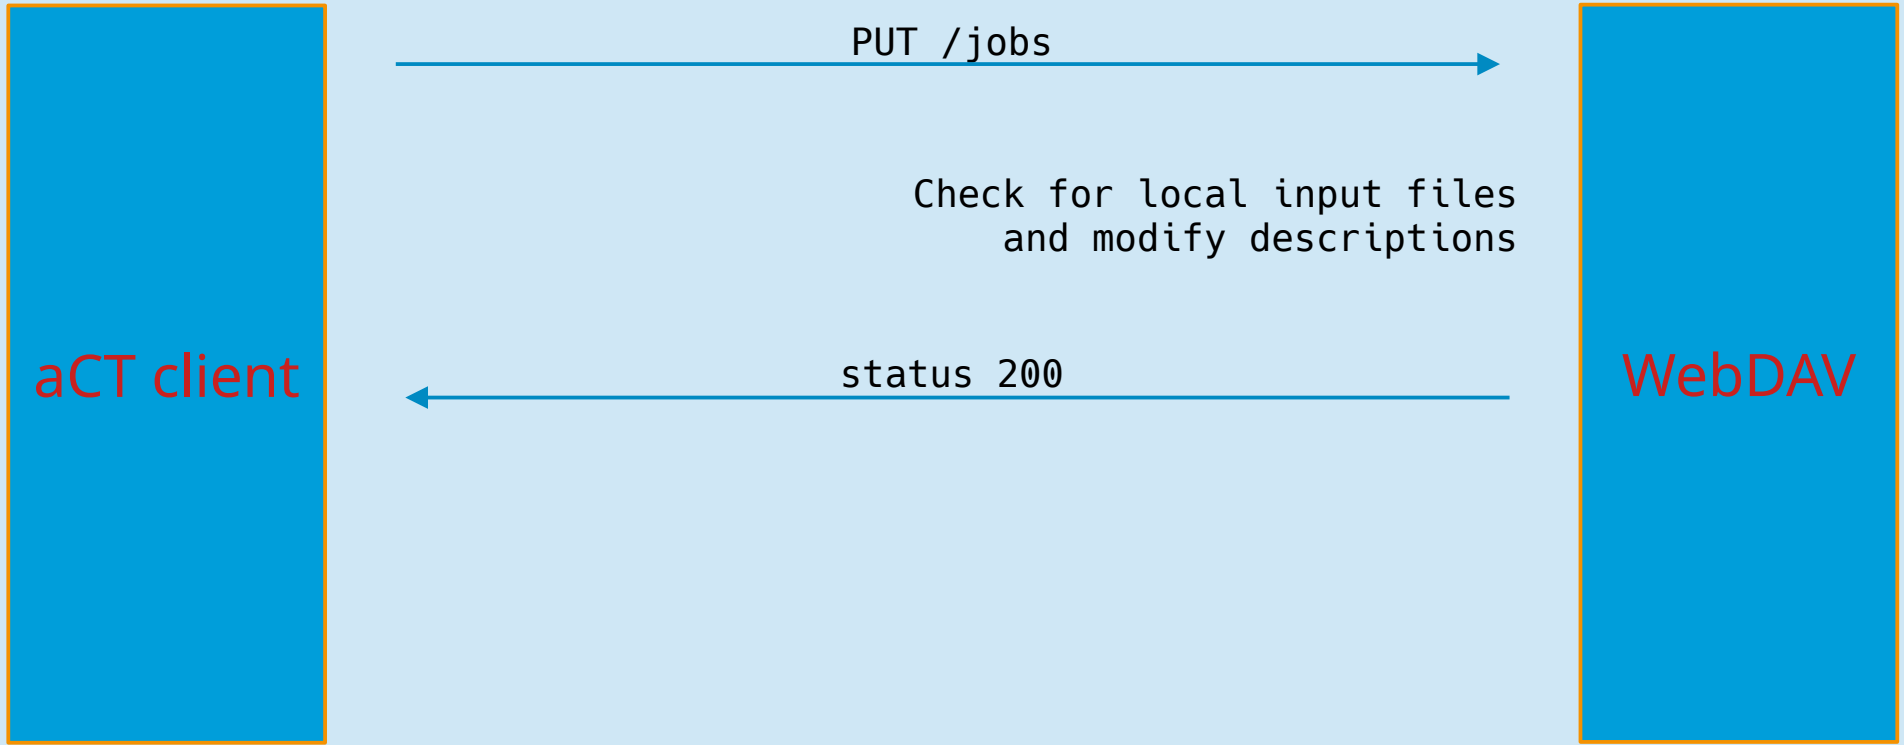 PUT /jobs
Check for local input files
and modify descriptions
aCT client
status 200
WebDAV